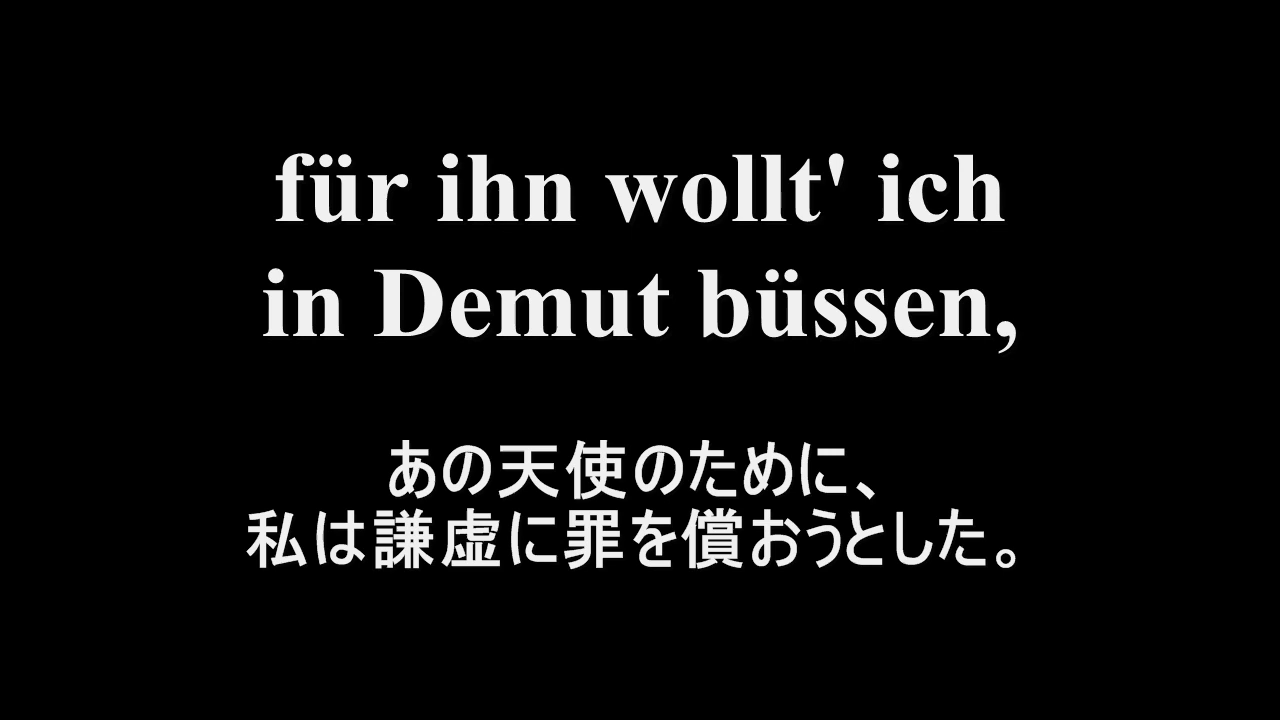 für ihn wollt' ich
in Demut büssen,
あの天使のために、
私は謙虚に罪を償おうとした。